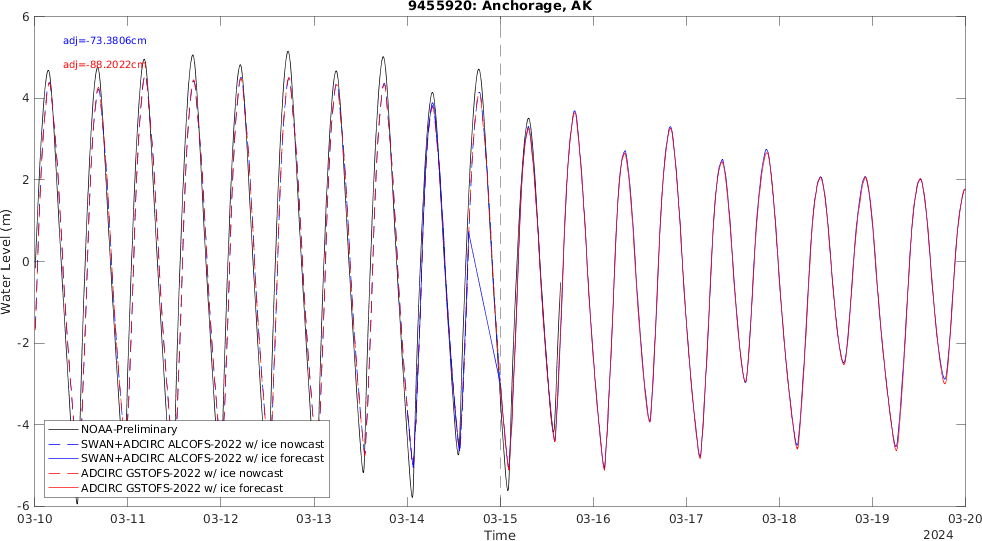 9455920: Anchorage, AK
6
adj=-73.3806cm
adj=-88.2022cm
4
2
0
-2
-4
-6
Water Level (m)
NOAA-Preliminary
SWAN+ADCIRC ALCOFS-2022 w/ ice nowcast
SWAN+ADCIRC ALCOFS-2022 w/ ice forecast
ADCIRC GSTOFS-2022 w/ ice nowcast
ADCIRC GSTOFS-2022 w/ ice forecast
03-10 03-11 03-12 03-13 03-14 03-15 03-16 03-17 03-18 03-19 03-20
Time
2024